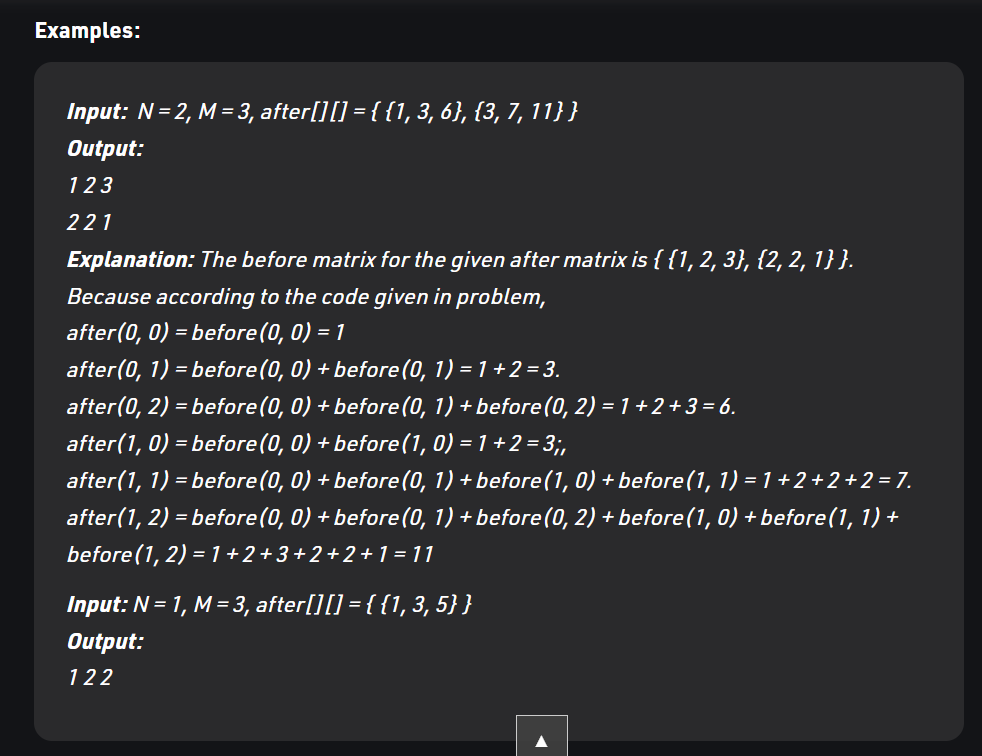 Examples:
Input: N = 2, M = 3, after[][] = { {1, 3, 6}, {3, 7, 11} }
Output:
1 2 3
2 2 1
Explanation: The before matrix for the given after matrix is { {1, 2, 3}, {2, 2, 1} }.
Because according to the code given in problem,
after(0, 0) = before(0, 0) = 1
after(0, 1) = before(0, 0) + before(0, 1) = 1 + 2 = 3.
after(0, 2) = before(0, 0) + before(0, 1) + before(0, 2) = 1 + 2 + 3 = 6.
after(1, 0) = before(0, 0) + before(1, 0) = 1 + 2 = 3;,
after(1, 1) = before(0, 0) + before(0, 1) + before(1, 0) + before(1, 1) = 1 + 2 + 2 + 2 = 7.
after(1, 2) = before(0, 0) + before(0, 1) + before(0, 2) + before(1, 0) + before(1, 1) +
before(1, 2) = 1 + 2 + 3 + 2 + 2 + 1 = 11
Input: N = 1, M = 3, after[][] = { {1, 3, 5} }
Output:
1 2 2